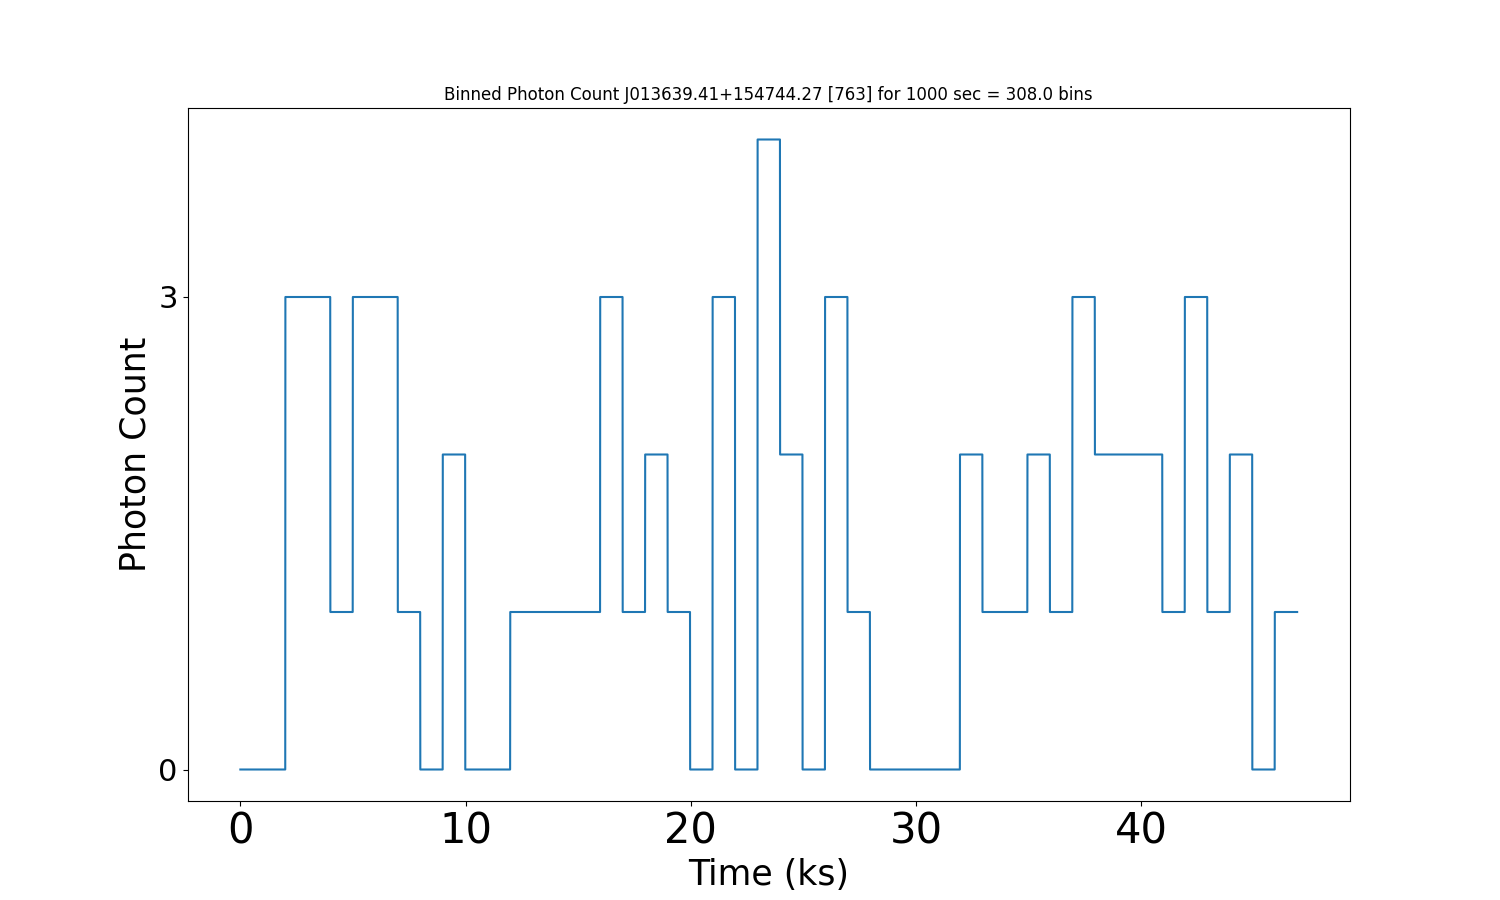 Binned Photon Count J013639.41+154744.27 [763] for 1000 sec = 308.0 bins
Photon Count
3
0
0 10 20 30 40
Time (ks)